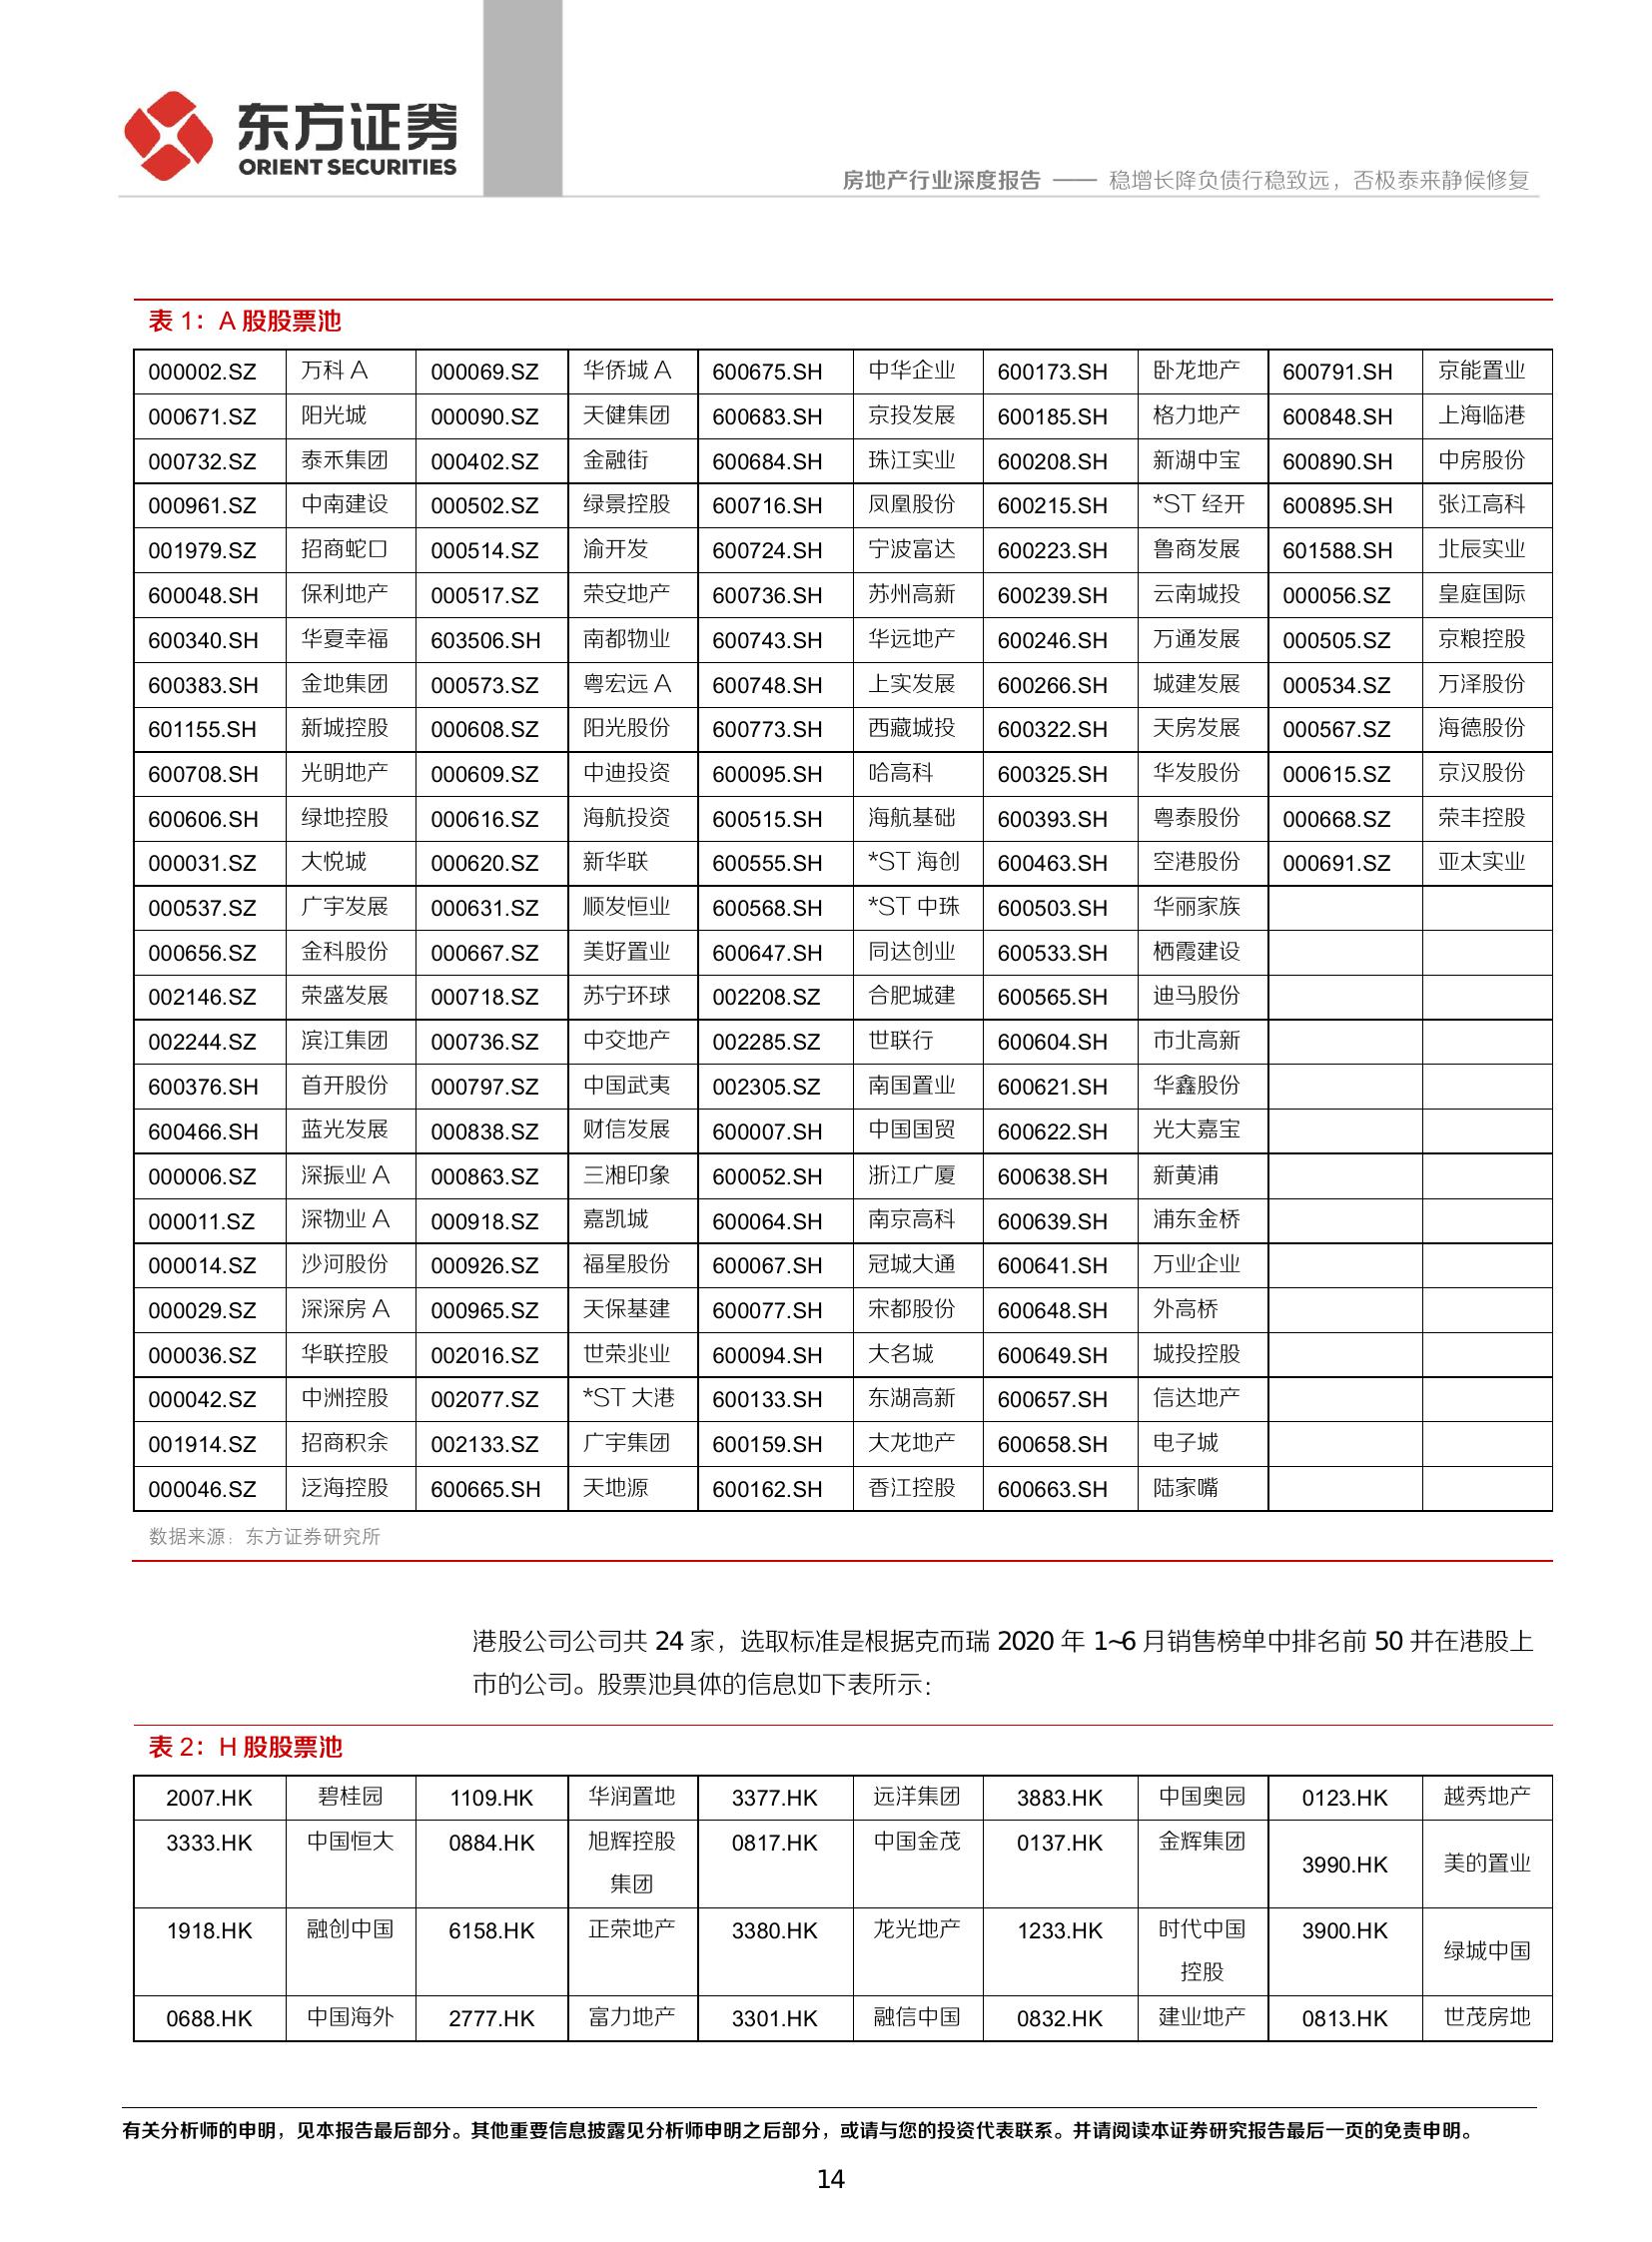 东方证券
ORIENT SECURITIES
房地产行业深度报告 —— 稳增长降负债行稳致远，否极泰来静候修复
表 1：A 股股票池
000002.SZ 万科 A 000069.SZ 华侨城 A 600675.SH 中华企业 600173.SH 卧龙地产 600791.SH 京能置业
000671.SZ 阳光城 000090.SZ 天健集团 600683.SH 京投发展 600185.SH 格力地产 600848.SH 上海临港
000732.SZ 泰禾集团 000402.SZ 金融街 600684.SH 珠江实业 600208.SH 新湖中宝 600890.SH 中房股份
000961.SZ 中南建设 000502.SZ 绿景控股 600716.SH 凤凰股份 600215.SH *ST 经开 600895.SH 张江高科
001979.SZ 招商蛇口 000514.SZ 渝开发 600724.SH 宁波富达 600223.SH 鲁商发展 601588.SH 北辰实业
600048.SH 保利地产 000517.SZ 荣安地产 600736.SH 苏州高新 600239.SH 云南城投 000056.SZ 皇庭国际
600340.SH 华夏幸福 603506.SH 南都物业 600743.SH 华远地产 600246.SH 万通发展 000505.SZ 京粮控股
600383.SH 金地集团 000573.SZ 粤宏远 A 600748.SH 上实发展 600266.SH 城建发展 000534.SZ 万泽股份
601155.SH 新城控股 000608.SZ 阳光股份 600773.SH 西藏城投 600322.SH 天房发展 000567.SZ 海德股份
600708.SH 光明地产 000609.SZ 中迪投资 600095.SH 哈高科 600325.SH 华发股份 000615.SZ 京汉股份
600606.SH 绿地控股 000616.SZ 海航投资 600515.SH 海航基础 600393.SH 粤泰股份 000668.SZ 荣丰控股
000031.SZ 大悦城 000620.SZ 新华联 600555.SH *ST 海创 600463.SH 空港股份 000691.SZ 亚太实业
000537.SZ 广宇发展 000631.SZ 顺发恒业 600568.SH *ST 中珠 600503.SH 华丽家族
000656.SZ 金科股份 000667.SZ 美好置业 600647.SH 同达创业 600533.SH 栖霞建设
002146.SZ 荣盛发展 000718.SZ 苏宁环球 002208.SZ 合肥城建 600565.SH 迪马股份
002244.SZ 滨江集团 000736.SZ 中交地产 002285.SZ 世联行 600604.SH 市北高新
600376.SH 首开股份 000797.SZ 中国武夷 002305.SZ 南国置业 600621.SH 华鑫股份
600466.SH 蓝光发展 000838.SZ 财信发展 600007.SH 中国国贸 600622.SH 光大嘉宝
000006.SZ 深振业 A 000863.SZ 三湘印象 600052.SH 浙江广厦 600638.SH 新黄浦
000011.SZ 深物业 A 000918.SZ 嘉凯城 600064.SH 南京高科 600639.SH 浦东金桥
000014.SZ 沙河股份 000926.SZ 福星股份 600067.SH 冠城大通 600641.SH 万业企业
000029.SZ 深深房 A 000965.SZ 天保基建 600077.SH 宋都股份 600648.SH 外高桥
000036.SZ 华联控股 002016.SZ 世荣兆业 600094.SH 大名城 600649.SH 城投控股
000042.SZ 中洲控股 002077.SZ *ST 大港 600133.SH 东湖高新 600657.SH 信达地产
001914.SZ 招商积余 002133.SZ 广宇集团 600159.SH 大龙地产 600658.SH 电子城
000046.SZ 泛海控股 600665.SH 天地源 600162.SH 香江控股 600663.SH 陆家嘴
数据来源：东方证券研究所
港股公司公司共 24 家，选取标准是根据克而瑞 2020 年 1~6 月销售榜单中排名前 50 并在港股上
市的公司。股票池具体的信息如下表所示：
表 2：H 股股票池
2007.HK 碧桂园 1109.HK 华润置地 3377.HK 远洋集团 3883.HK 中国奥园 0123.HK 越秀地产
3333.HK 中国恒大 0884.HK 旭辉控股 0817.HK 中国金茂 0137.HK 金辉集团 3990.HK 美的置业
集团
1918.HK 融创中国 6158.HK 正荣地产 3380.HK 龙光地产 1233.HK 时代中国 3900.HK 绿城中国
控股
0688.HK 中国海外 2777.HK 富力地产 3301.HK 融信中国 0832.HK 建业地产 0813.HK 世茂房地
有关分析师的申明，见本报告最后部分。其他重要信息披露见分析师申明之后部分，或请与您的投资代表联系。并请阅读本证券研究报告最后一页的免责申明。
14